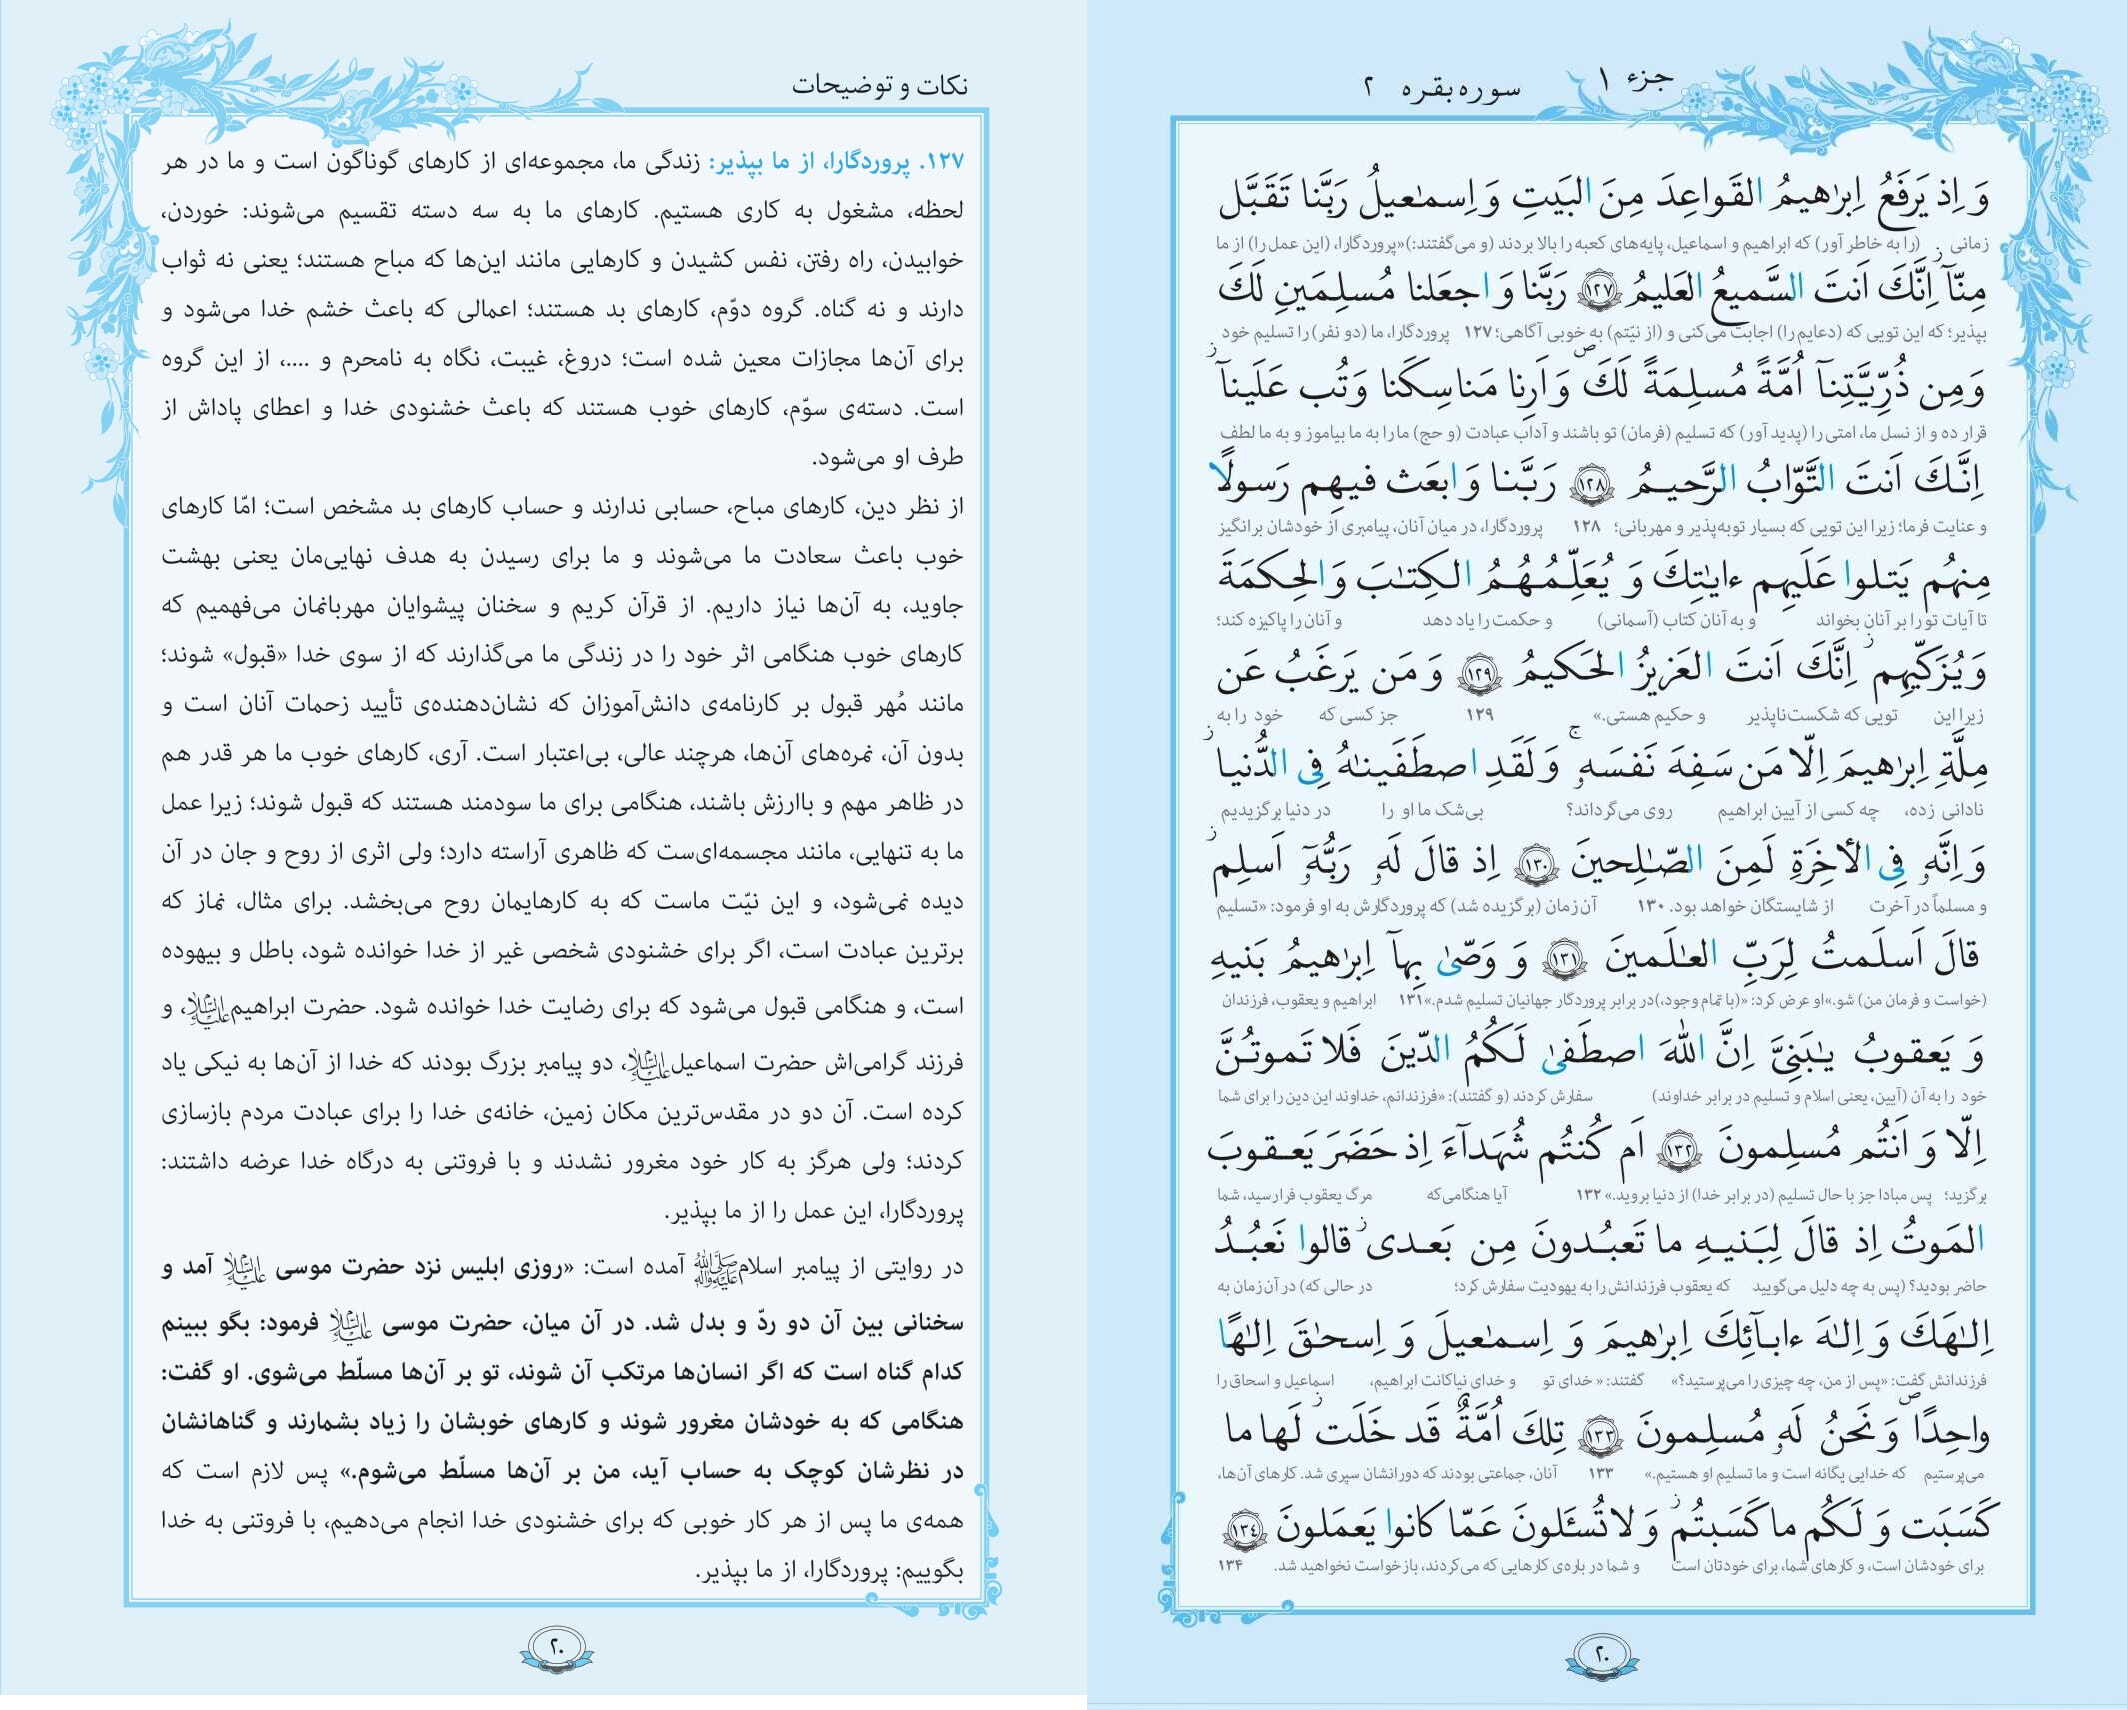 جزء ۱
سوره بقره ۲
وَ اِذ یَرفَعُ اِبرٰهیمُ القَواعِدَ مِنَ البَیتِ وَ اِسمٰعیلُ رَبَّنا تَقَبَّل
زمانی (را به خاطر آور) که ابراهیم و اسماعیل، پایه‌های کعبه را بالا بردند (و می‌گفتند:) «پروردگارا، (این عمل را) از ما
مِنّآ ۖ اِنَّكَ اَنتَ السَّمیعُ العَلیمُ ﴿۱۲۷﴾ رَبَّنا وَ اجعَلنا مُسلِمَینِ لَكَ
بپذیر؛ که این تویی که (دعایم را) اجابت می‌کنی و (از نیّتم) به خوبی آگاهی؛ ۱۲۷ پروردگارا، ما (دو نفر) را تسلیم خود
وَ مِن ذُرِّیَّتِنآ اُمَّةً مُسلِمَةً لَكَ وَ اَرِنا مَناسِكَنا وَ تُب عَلَینآ
قرار ده و از نسل ما، امتی را (پدید آور) که تسلیم (فرمان) تو باشند و آداب عبادت (و حج) ما را به ما بیاموز و به ما لطف
اِنَّكَ اَنتَ التَّوّابُ الرَّحیمُ ﴿۱۲۸﴾ رَبَّنا وَ ابعَث فیهِم رَسولًا
و عنایت فرما؛ زیرا این تویی که بسیار توبه‌پذیر و مهربانی؛ ۱۲۸ پروردگارا، در میان آنان، پیامبری از خودشان برانگیز
مِنهُم یَتلوا عَلَیهِم ءایٰتِكَ وَ یُعَلِّمُهُمُ الكِتٰبَ وَ الحِكمَةَ
تا آیات تو را بر آنان بخواند و به آنان کتاب (آسمانی) و حکمت را یاد دهد و آنان را پاکیزه کند؛
وَ یُزَكّیهِم اِنَّكَ اَنتَ العَزیزُ الحَكیمُ ﴿۱۲۹﴾ وَ مَن یَرغَبُ عَن
زیرا این تویی که شکست‌ناپذیر و حکیم هستی.» ۱۲۹ جز کسی که خود را به
مِلَّةِ اِبرٰهیمَ اِلّا مَن سَفِهَ نَفسَهٗ وَ لَقَدِ اصطَفَینٰهُ فِی الدُّنیا
نادانی زده، چه کسی از آیین ابراهیم روی می‌گرداند؟ بی‌شک ما او را در دنیا برگزیدیم
وَ اِنَّهٗ فِی الأخِرَةِ لَمِنَ الصّٰلِحینَ ﴿۱۳۰﴾ اِذ قالَ لَهٗ رَبُّهٗٓ اَسلِم
و مسلماً در آخرت از شایستگان خواهد بود. ۱۳۰ آن زمان (برگزیده شد) که پروردگارش به او فرمود: «تسلیم
قالَ اَسلَمتُ لِرَبِّ العٰلَمینَ ﴿۱۳۱﴾ وَ وَصّیٰ بِهآ اِبرٰهیمُ بَنیهِ
(خواست و فرمان من) شو.» او عرض کرد: «(با تمام وجود،) در برابر پروردگار جهانیان تسلیم شدم.» ۱۳۱ ابراهیم و یعقوب، فرزندان
وَ یَعقوبُ یٰبَنِیَّ اِنَّ اللّٰهَ اصطَفیٰ لَكُمُ الدّینَ فَلا تَموتُنَّ
خود را به آن (آیین، یعنی اسلام و تسلیم در برابر خداوند) سفارش کردند (و گفتند): «فرزندانم، خداوند این دین را برای شما
اِلّا وَ اَنتُم مُسلِمونَ ﴿۱۳۲﴾ اَم كُنتُم شُهَدآءَ اِذ حَضَرَ یَعقوبَ
برگزید؛ پس مبادا جز با حال تسلیم (در برابر خدا) از دنیا بروید.» ۱۳۲ آیا هنگامی‌که مرگ یعقوب فرا رسید، شما
المَوتُ اِذ قالَ لِبَنیهِ ما تَعبُدونَ مِن بَعدی قالوا نَعبُدُ
حاضر بودید؟ (پس به چه دلیل می‌گویید که یعقوب فرزندانش را به یهودیت سفارش کرد؛ در حالی که) در آن زمان به
اِلٰهَكَ وَ اِلٰهَ ءابآئِكَ اِبرٰهیمَ وَ اِسمٰعیلَ وَ اِسحٰقَ اِلٰهًا
فرزندانش گفت: «پس از من، چه چیزی را می‌پرستید؟» گفتند: «خدای تو و خدای نیاکانت ابراهیم، اسماعیل و اسحاق را
واحِدًا وَ نَحنُ لَهٗ مُسلِمونَ ﴿۱۳۳﴾ تِلكَ اُمَّةٌ قَد خَلَت لَها ما
می‌پرستیم که خدایی یگانه است و ما تسلیم او هستیم.» ۱۳۳ آنان، جماعتی بودند که دورانشان سپری شد. کارهای آن‌ها،
كَسَبَت وَ لَكُم ما كَسَبتُم وَ لا تُسـَٔلونَ عَمّا كانوا یَعمَلونَ ﴿۱۳۴﴾
برای خودشان است، و کارهای شما، برای خودتان است و شما در باره‌ی کارهایی که می‌کردند، بازخواست نخواهید شد. ۱۳۴
۲۰
نکات و توضیحات
۱۲۷. پروردگارا، از ما بپذیر: زندگی ما، مجموعه‌ای از کارهای گوناگون است و ما در هر
لحظه، مشغول به کاری هستیم. کارهای ما به سه دسته تقسیم می‌شوند: خوردن،
خوابیدن، راه رفتن، نفس کشیدن و کارهایی مانند این‌ها که مباح هستند؛ یعنی نه ثواب
دارند و نه گناه. گروه دوّم، کارهای بد هستند؛ اعمالی که باعث خشم خدا می‌شود و
برای آن‌ها مجازات معین شده است؛ دروغ، غیبت، نگاه به نامحرم و ....، از این گروه
است. دسته‌ی سوّم، کارهای خوب هستند که باعث خشنودی خدا و اعطای پاداش از
طرف او می‌شود.
از نظر دین، کارهای مباح، حسابی ندارند و حساب کارهای بد مشخص است؛ امّا کارهای
خوب باعث سعادت ما می‌شوند و ما برای رسیدن به هدف نهایی‌مان یعنی بهشت
جاوید، به آن‌ها نیاز داریم. از قرآن کریم و سخنان پیشوایان مهربانمان می‌فهمیم که
کارهای خوب هنگامی اثر خود را در زندگی ما می‌گذارند که از سوی خدا «قبول» شوند؛
مانند مُهر قبول بر کارنامه‌ی دانش‌آموزان که نشان‌دهنده‌ی تأیید زحمات آنان است و
بدون آن، نمره‌های آن‌ها، هرچند عالی، بی‌اعتبار است. آری، کارهای خوب ما هر قدر هم
در ظاهر مهم و باارزش باشند، هنگامی برای ما سودمند هستند که قبول شوند؛ زیرا عمل
ما به تنهایی، مانند مجسمه‌ای‌ست که ظاهری آراسته دارد؛ ولی اثری از روح و جان در آن
دیده نمی‌شود، و این نیّت ماست که به کارهایمان روح می‌بخشد. برای مثال، نماز که
برترین عبادت است، اگر برای خشنودی شخصی غیر از خدا خوانده شود، باطل و بیهوده
است، و هنگامی قبول می‌شود که برای رضایت خدا خوانده شود. حضرت ابراهیم علیه‌السلام، و
فرزند گرامی‌اش حضرت اسماعیل علیه‌السلام، دو پیامبر بزرگ بودند که خدا از آن‌ها به نیکی یاد
کرده است. آن دو در مقدس‌ترین مکان زمین، خانه‌ی خدا را برای عبادت مردم بازسازی
کردند؛ ولی هرگز به کار خود مغرور نشدند و با فروتنی به درگاه خدا عرضه داشتند:
پروردگارا، این عمل را از ما بپذیر.
در روایتی از پیامبر اسلام صلی‌الله‌علیه‌وآله آمده است: «روزی ابلیس نزد حضرت موسی علیه‌السلام آمد و
سخنانی بین آن دو ردّ و بدل شد. در آن میان، حضرت موسی علیه‌السلام فرمود: بگو ببینم
کدام گناه است که اگر انسان‌ها مرتکب آن شوند، تو بر آن‌ها مسلّط می‌شوی. او گفت:
هنگامی که به خودشان مغرور شوند و کارهای خوبشان را زیاد بشمارند و گناهانشان
در نظرشان کوچک به حساب آید، من بر آن‌ها مسلّط می‌شوم.» پس لازم است که
همه‌ی ما پس از هر کار خوبی که برای خشنودی خدا انجام می‌دهیم، با فروتنی به خدا
بگوییم: پروردگارا، از ما بپذیر.
۲۰